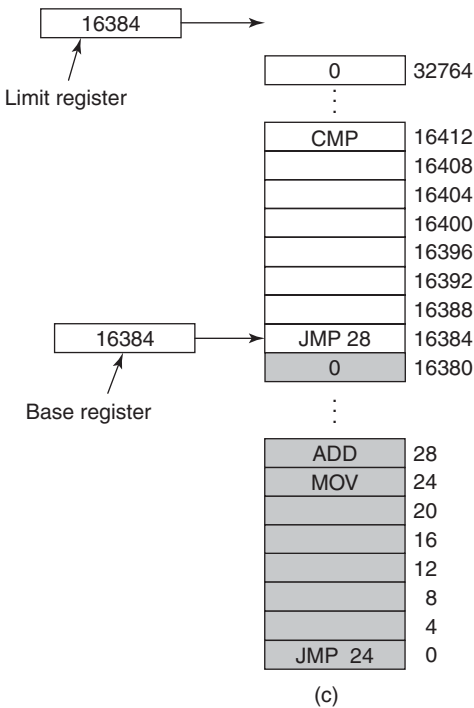 16384
Limit register
0 32764
CMP 16412
16408
16404
16400
16396
16392
16388
16384 JMP 28 16384
0 16380
Base register
ADD 28
MOV 24
20
16
12
8
4
JMP 24 0
(c)